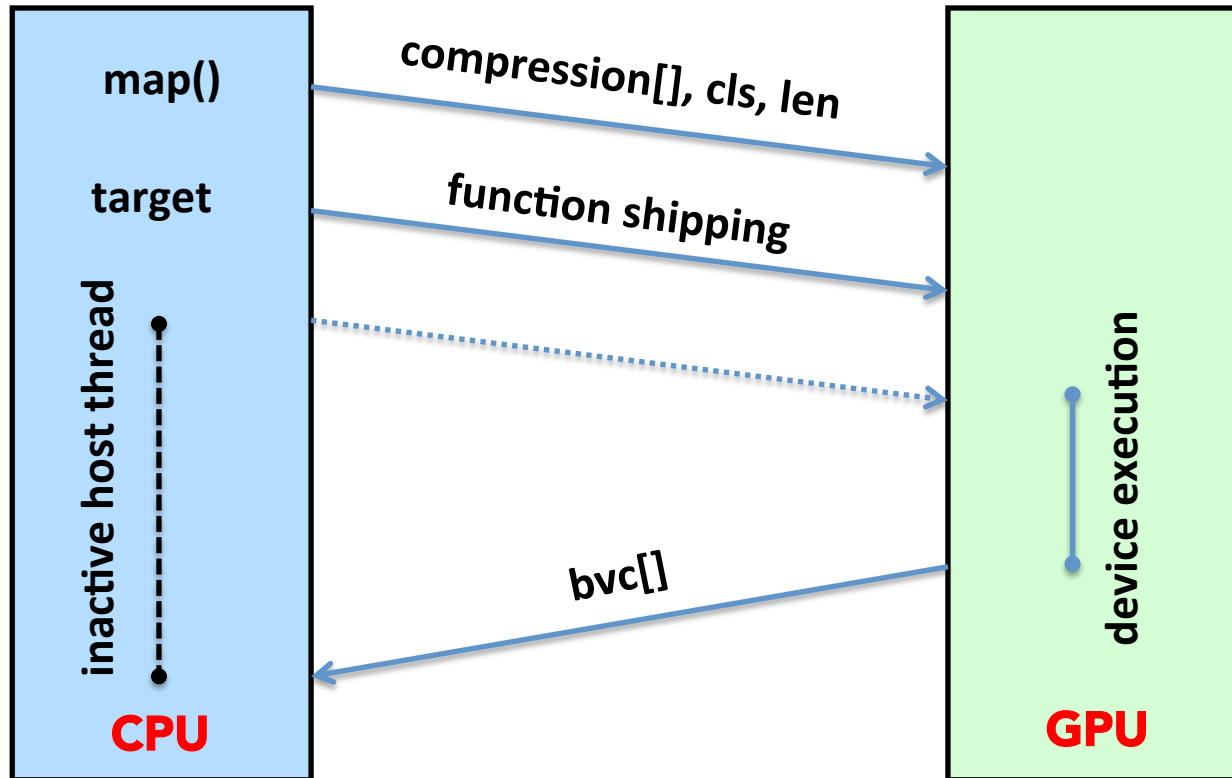 map()
compression[], cls, len
target
function shipping
inactive host thread
device execution
bvc[]
CPU
GPU